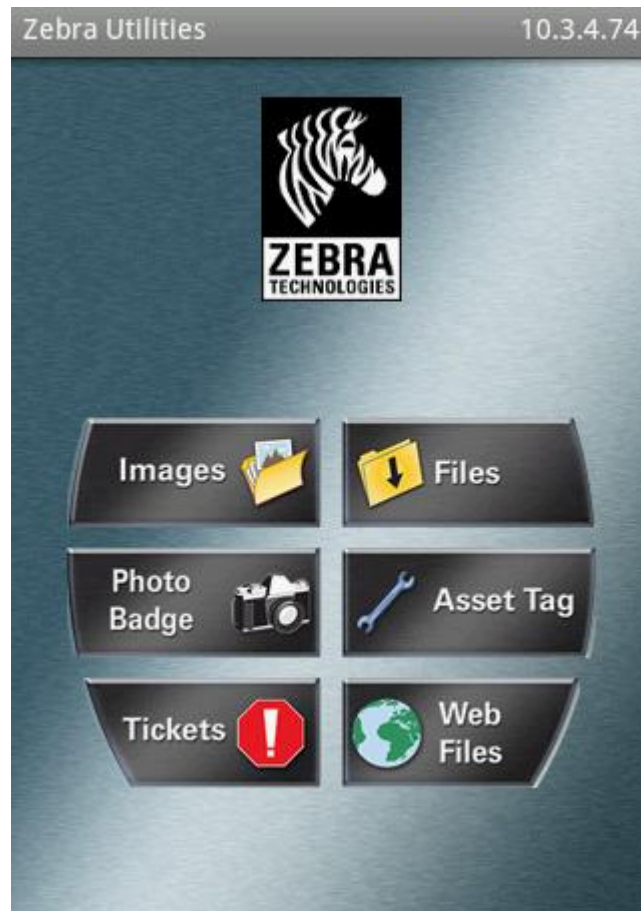 Zebra Utilities 10.3.4.74
ZEBRA
TECHNOLOGIES
Images
Files
Photo
Badge
Asset Tag
Tickets
!
Web
Files